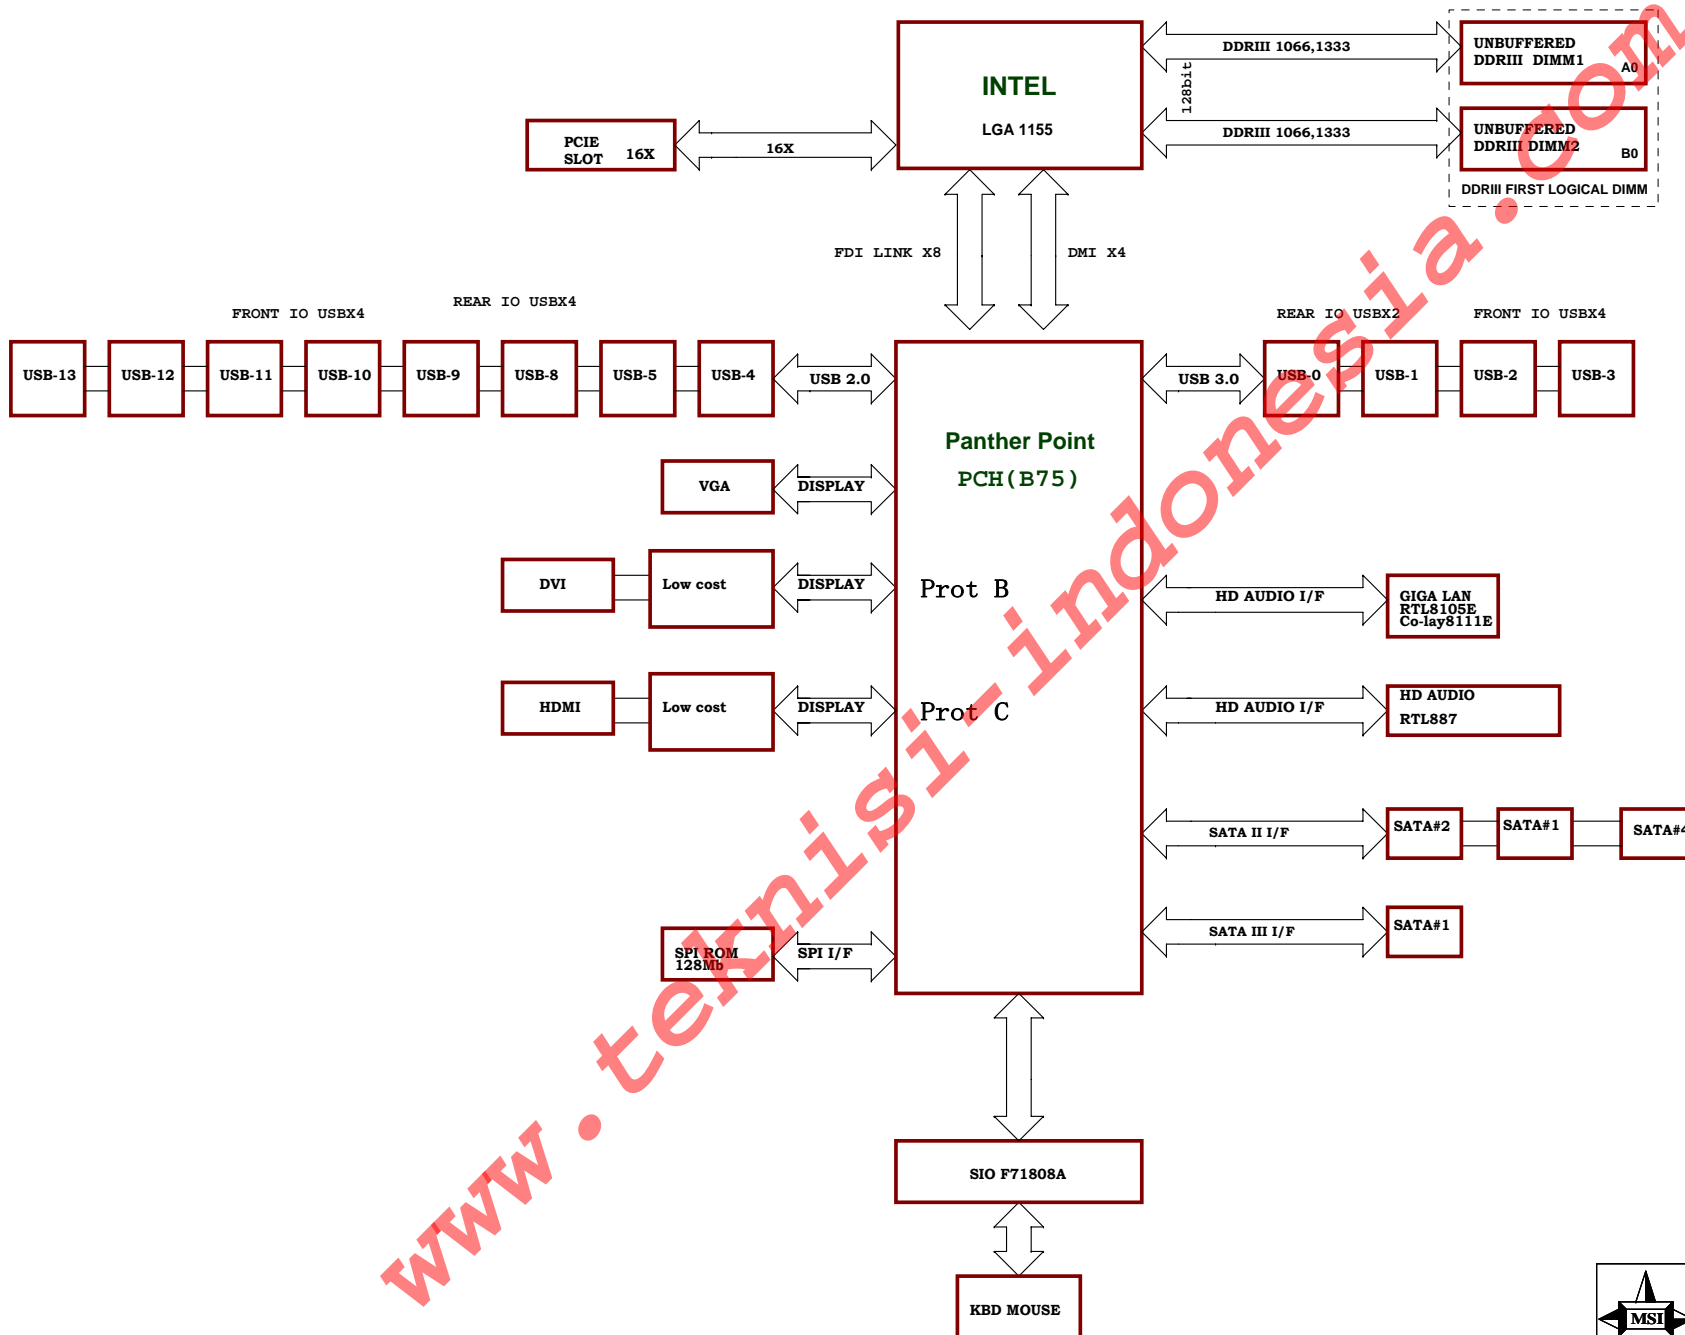 DDRIII 1066,1333
UNBUFFERED
DDRIII DIMM1
A0
INTEL
LGA 1155
128bit
PCIE
SLOT 16X
16X
DDRIII 1066,1333
UNBUFFERED
DDRIII DIMM2
B0
DDRIII FIRST LOGICAL DIMM
FDI LINK X8
DMI X4
FRONT IO USBX4
REAR IO USBX4
REAR IO USBX2
FRONT IO USBX4
USB-13
USB-12
USB-11
USB-10
USB-9
USB-8
USB-5
USB-4
USB 2.0
USB 3.0
USB-0
USB-1
USB-2
USB-3
Panther Point
PCH(B75)
VGA
DISPLAY
DVI
Low cost
DISPLAY
Prot B
HD AUDIO I/F
GIGA LAN
RTL8105E
Co-lay8111E
HDMI
Low cost
DISPLAY
Prot C
HD AUDIO I/F
HD AUDIO
RTL887
SATA II I/F
SATA#2
SATA#1
SATA#4
SATA III I/F
SATA#1
SPI ROM
128Mb
SPI I/F
SIO F71808A
KBD MOUSE
MSI
www.teknisi-indonesia.com